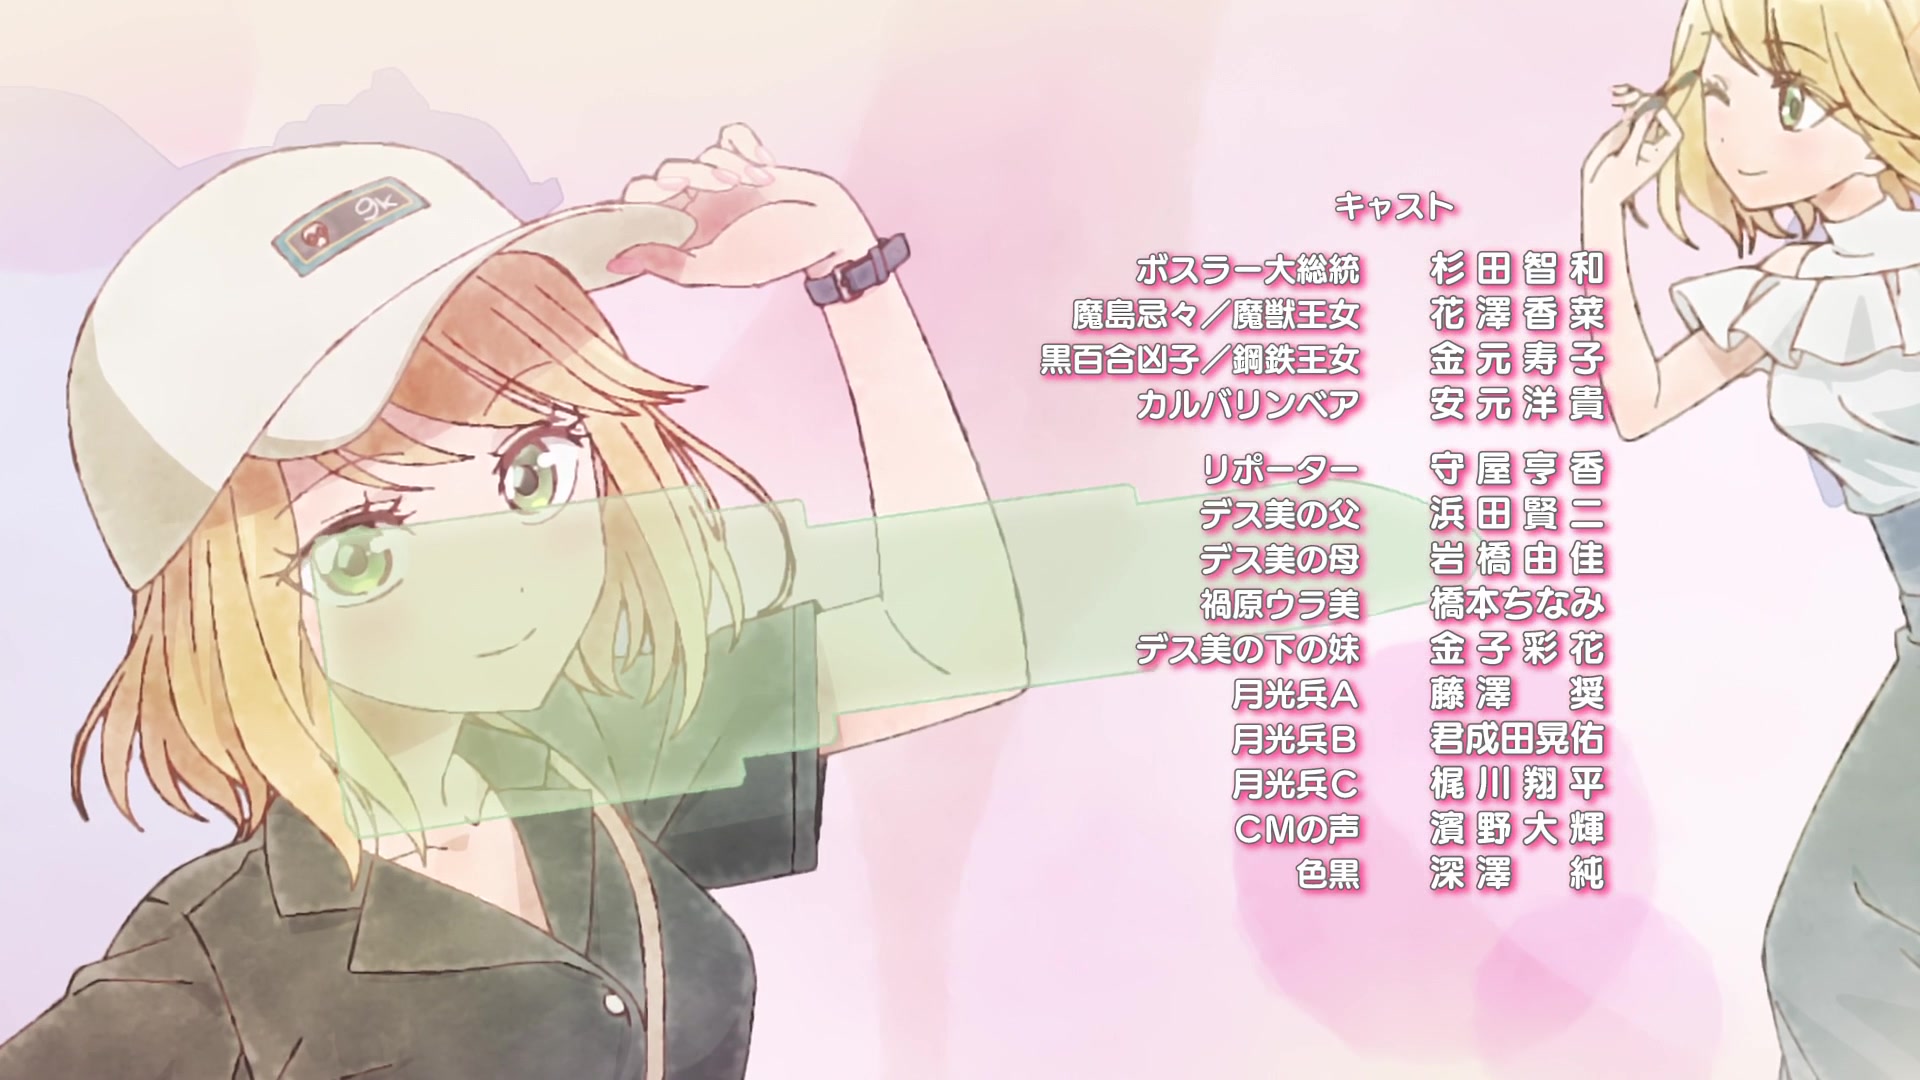 9k
キャスト
ボスラー大総統 杉田智和
魔島忌々／魔獣王女 花澤香菜
黒百合凶子／鋼鉄王女 金元寿子
カルバリンベア 安元洋貴
リポーター 守屋亨香
デス美の父 浜田賢二
デス美の母 岩橋由佳
禍原ウラ美 橋本ちなみ
デス美の下の妹 金子彩花
月光兵A 藤澤 奨
月光兵B 君成田晃佑
月光兵C 梶川翔平
CMの声 濱野大輝
色黒 深澤 純